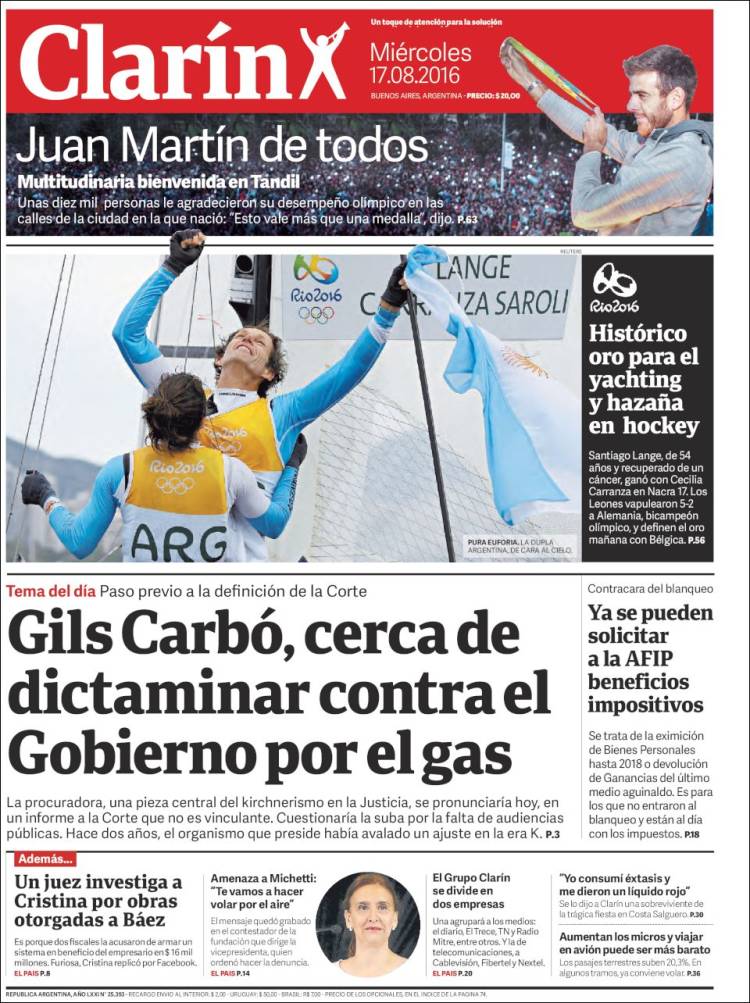 Clarín
Un toque de atención para la solución
Miércoles
17.08.2016
BUENOS AIRES, ARGENTINA - PRECIO: $ 20,00
Juan Martín de todos
Multitudinaria bienvenida en Tandil
Unas diez mil personas le agradecieron su desempeño olímpico en las
calles de la ciudad en la que nació: "Esto vale más que una medalla", dijo. P.63
REUTERS
LANGE
CARRANZA SAROLI
Rio2016
Rio2016
Rio2016
ARG
PURA EUFORIA. LA DUPLA
ARGENTINA, DE CARA AL CIELO.
Rio2016
Histórico
oro para el
yachting
y hazaña
en hockey
Santiago Lange, de 54
años y recuperado de un
cáncer, ganó con Cecilia
Carranza en Nacra 17. Los
Leones vapulearon 5-2
a Alemania, bicampeón
olímpico, y definen el oro
mañana con Bélgica. P.56
Tema del día Paso previo a la definición de la Corte
Gils Carbó, cerca de
dictaminar contra el
Gobierno por el gas
La procuradora, una pieza central del kirchnerismo en la Justicia, se pronunciaría hoy, en
un informe a la Corte que no es vinculante. Cuestionaría la suba por la falta de audiencias
públicas. Hace dos años, el organismo que preside había avalado un ajuste en la era K. P.3
Contracara del blanqueo
Ya se pueden
solicitar
a la AFIP
beneficios
impositivos
Se trata de la eximición
de Bienes Personales
hasta 2018 o devolución
de Ganancias del último
medio aguinaldo. Es para
los que no entraron al
blanqueo y están al día
con los impuestos. P.18
Además...
Un juez investiga a
Cristina por obras
otorgadas a Báez
Es porque dos fiscales la acusaron de armar un
sistema en beneficio del empresario en $ 16 mil
millones. Furiosa, Cristina replicó por Facebook.
EL PAIS P.8
Amenaza a Michetti:
"Te vamos a hacer
volar por el aire"
El mensaje quedó grabado
en el contestador de la
fundación que dirige la
vicepresidenta, quien
ordenó hacer la denuncia.
EL PAIS P.14
El Grupo Clarín
se divide en
dos empresas
Una agrupará a los medios:
el diario, El Trece, TN y Radio
Mitre, entre otros. Y la de
telecomunicaciones, a
Cablevisión, Fibertel y Nextel.
EL PAIS P.20
"Yo consumí éxtasis y
me dieron un líquido rojo"
Se lo dijo a Clarín una sobreviviente de
la trágica fiesta en Costa Salguero. P.30
Aumentan los micros y viajar
en avión puede ser más barato
Los pasajes terrestres suben 20,3%. En
algunos tramos, ya conviene volar. P.36
REPUBLICA ARGENTINA, AÑO LXXI N° 25.393 - RECARGO ENVIO AL INTERIOR: $ 2,00 - URUGUAY: $ 50,00 - BRASIL: R$ 7,00 - PRECIO DE LOS OPCIONALES, EN EL INDICE DE LA PAGINA 74.